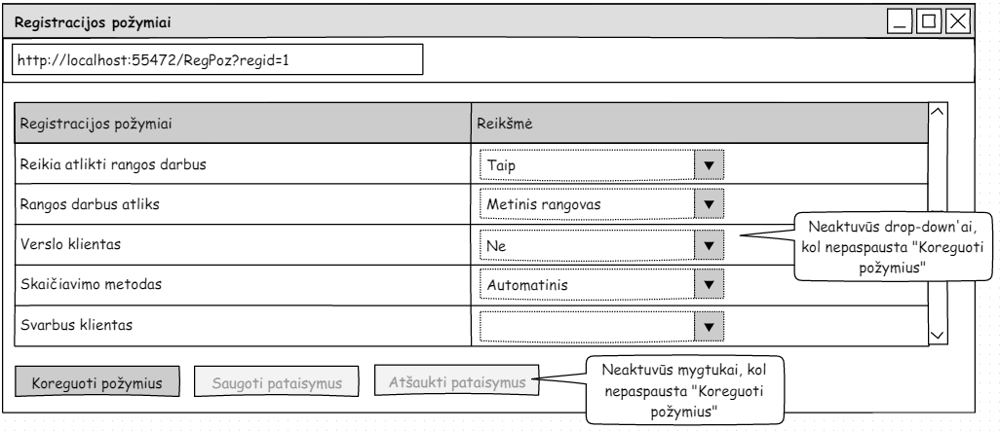 Registracijos požymiai
http://localhost:55472/RegPoz?regid=1
Registracijos požymiai Reikšmė
Reikia atlikti rangos darbus Taip
Rangos darbus atliks Metinis rangovas
Verslo klientas Ne
Skaičiavimo metodas Automatinis
Svarbus klientas
Neaktuvūs drop-down'ai,
kol nepaspausta "Koreguoti
požymius"
Koreguoti požymius Saugoti pataisymus Atšaukti pataisymus
Neaktuvūs mygtukai, kol
nepaspausta "Koreguoti
požymius"